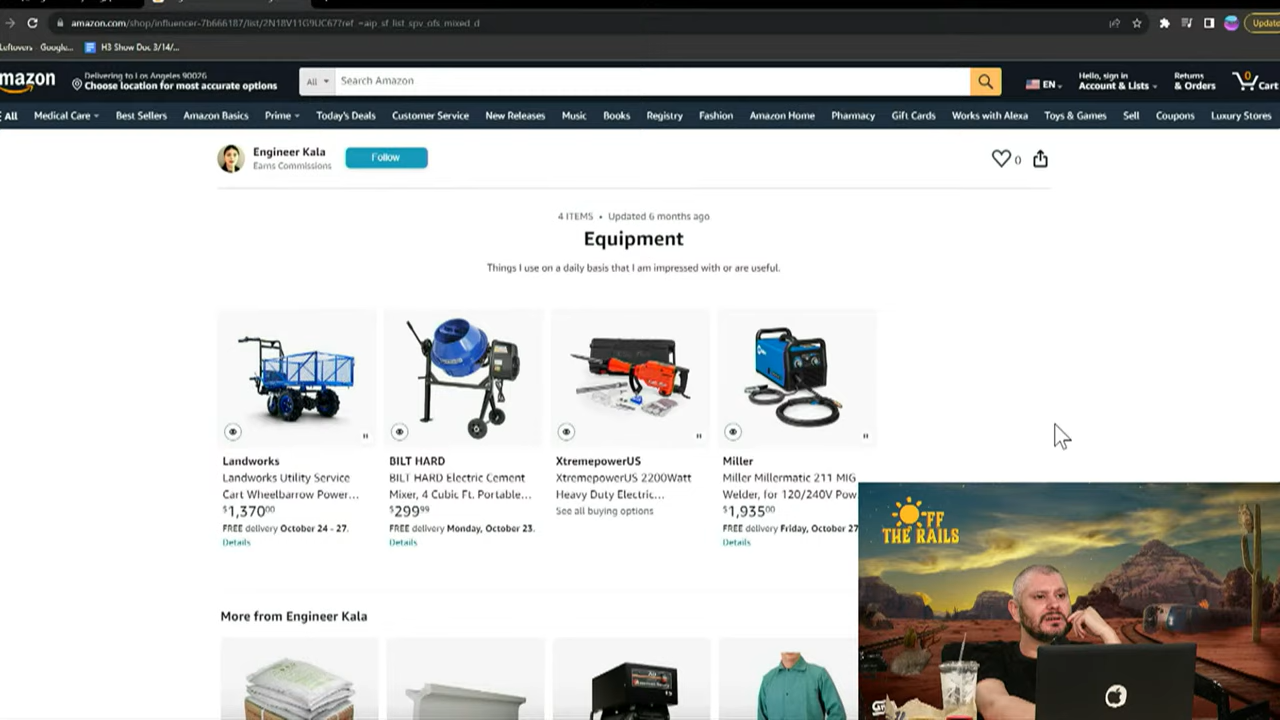 amazon.com/shop/influencer-7b666187/list/2N18V11G9UC67?ref_=aip_sf_list_spv_ofs_mixed_d
Update
Leftovers
Google...
H3 Show Doc 3/14/...
mazon
Delivering to Los Angeles 90026
Choose location for most accurate options
All
Search Amazon
EN
Hello, sign in
Account & Lists
Returns
& Orders
0
Cart
All
Medical Care
Best Sellers
Amazon Basics
Prime
Today's Deals
Customer Service
New Releases
Music
Books
Registry
Fashion
Amazon Home
Pharmacy
Gift Cards
Works with Alexa
Toys & Games
Sell
Coupons
Luxury Stores
Engineer Kala
Earns Commissions
Follow
0
4 ITEMS • Updated 6 months ago
Equipment
Things I use on a daily basis that I am impressed with or are useful.
Landworks
Landworks Utility Service
Cart Wheelbarrow Power...
$1,370.00
FREE delivery October 24 - 27.
Details
BILT HARD
BILT HARD Electric Cement
Mixer, 4 Cubic Ft. Portable...
$299.99
FREE delivery Monday, October 23.
Details
XtremepowerUS
XtremepowerUS 2200Watt
Heavy Duty Electric...
See all buying options
Miller
Miller Millermatic 211 MIG
Welder, for 120/240V Pow
$1,935.00
FREE delivery Friday, October 27
Details
More from Engineer Kala
OFF
THE RAILS